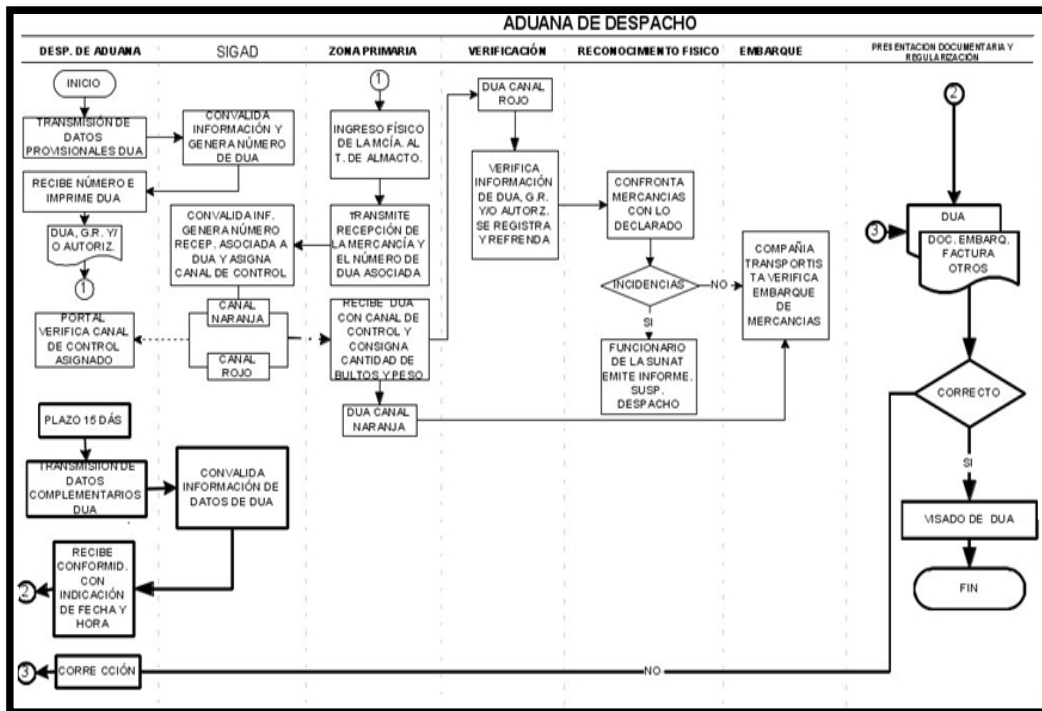 ADUANA DE DESPACHO
DESP. DE ADUANA
SIGAD
ZONA PRIMARIA
VERIFICACIÓN
RECONOCIMIENTO FISICO
EMBARQUE
PRESENTACION DOCUMENTARIA Y
REGULARIZACIÓN
INICIO
TRANSMISIÓN DE
DATOS
PROVISIONALES DUA
CONVALIDA
INFORMACIÓN Y
GENERA NÚMERO
DE DUA
RECIBE NÚMERO E
IMPRIME DUA
DUA, G.R. Y/
O AUTORIZ.
1
1
INGRESO FÍSICO
DE LA MCÍA. AL
T. DE ALMACTO.
TRANSMITE
RECEPCIÓN DE
LA MERCANCÍA Y
EL NÚMERO DE
DUA ASOCIADA
CONVALIDA INF.
GENERA NÚMERO
RECEP. ASOCIADA A
DUA Y ASIGNA
CANAL DE CONTROL
CANAL
NARANJA
CANAL
ROJO
PORTAL
VERIFICA CANAL
DE CONTROL
ASIGNADO
RECIBE DUA
CON CANAL DE
CONTROL Y
CONSIGNA
CANTIDAD DE
BULTOS Y PESO
DUA CANAL
NARANJA
DUA CANAL
ROJO
VERIFICA
INFORMACIÓN
DE DUA, G.R.
Y/O AUTORZ.
SE REGISTRA
Y REFRENDA
CONFRONTA
MERCANCIAS
CON LO
DECLARADO
INCIDENCIAS
NO
SI
FUNCIONARIO
DE LA SUNAT
EMITE INFORME.
SUSP.
DESPACHO
COMPAÑIA
TRANSPORTIS
TA VERIFICA
EMBARQUE
DE
MERCANCIAS
PLAZO 15 DÁS
TRANSMISIION DE
DATOS
COMPLEMENTARIOS
DUA
CONVALIDA
INFORMACIÓN DE
DATOS DE DUA
RECIBE
CONFORMID.
CON
INDICACIÓN
DE FECHA Y
HORA
2
3
CORRE CCIÓN
NO
2
3
DUA
DOC. EMBARQ.
FACTURA
OTROS
CORRECTO
SI
VISADO DE DUA
FIN